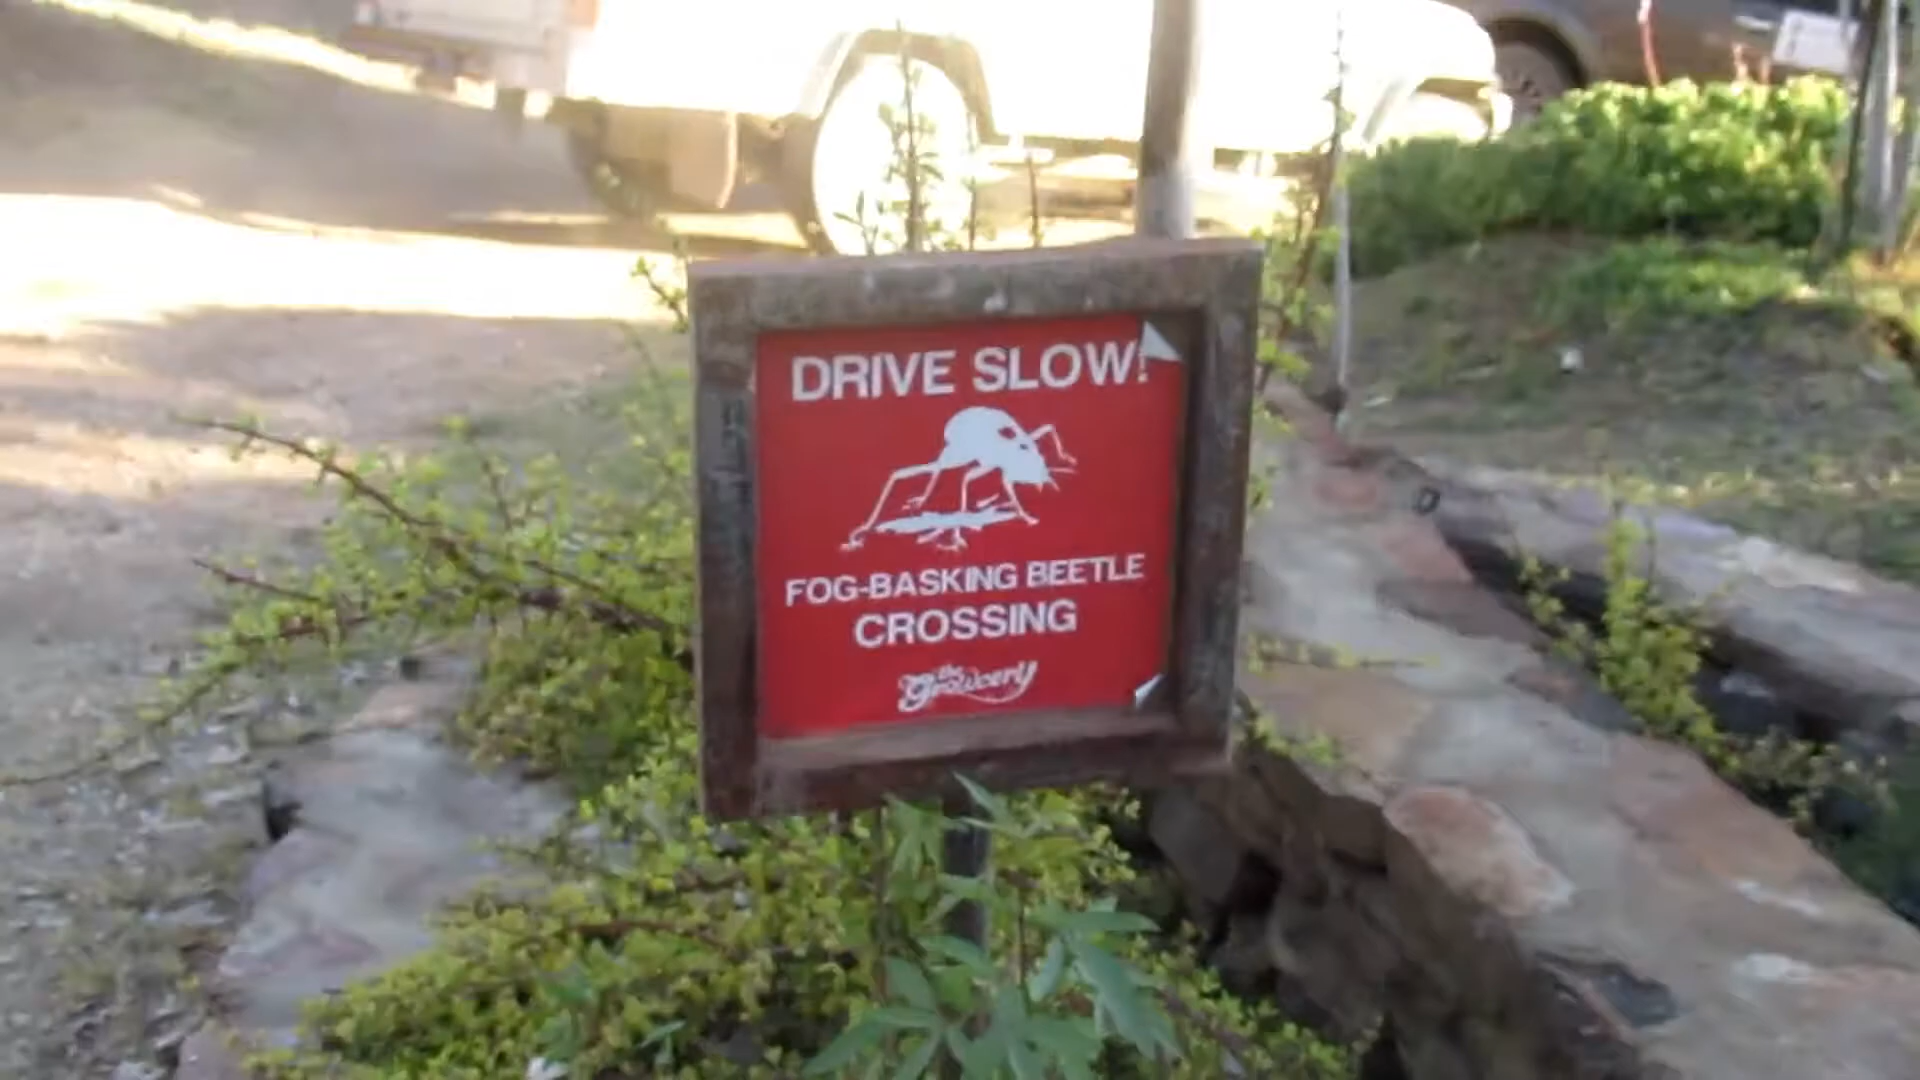 DRIVE SLOW!
FOG-BASKING BEETLE
CROSSING
the
Growcery